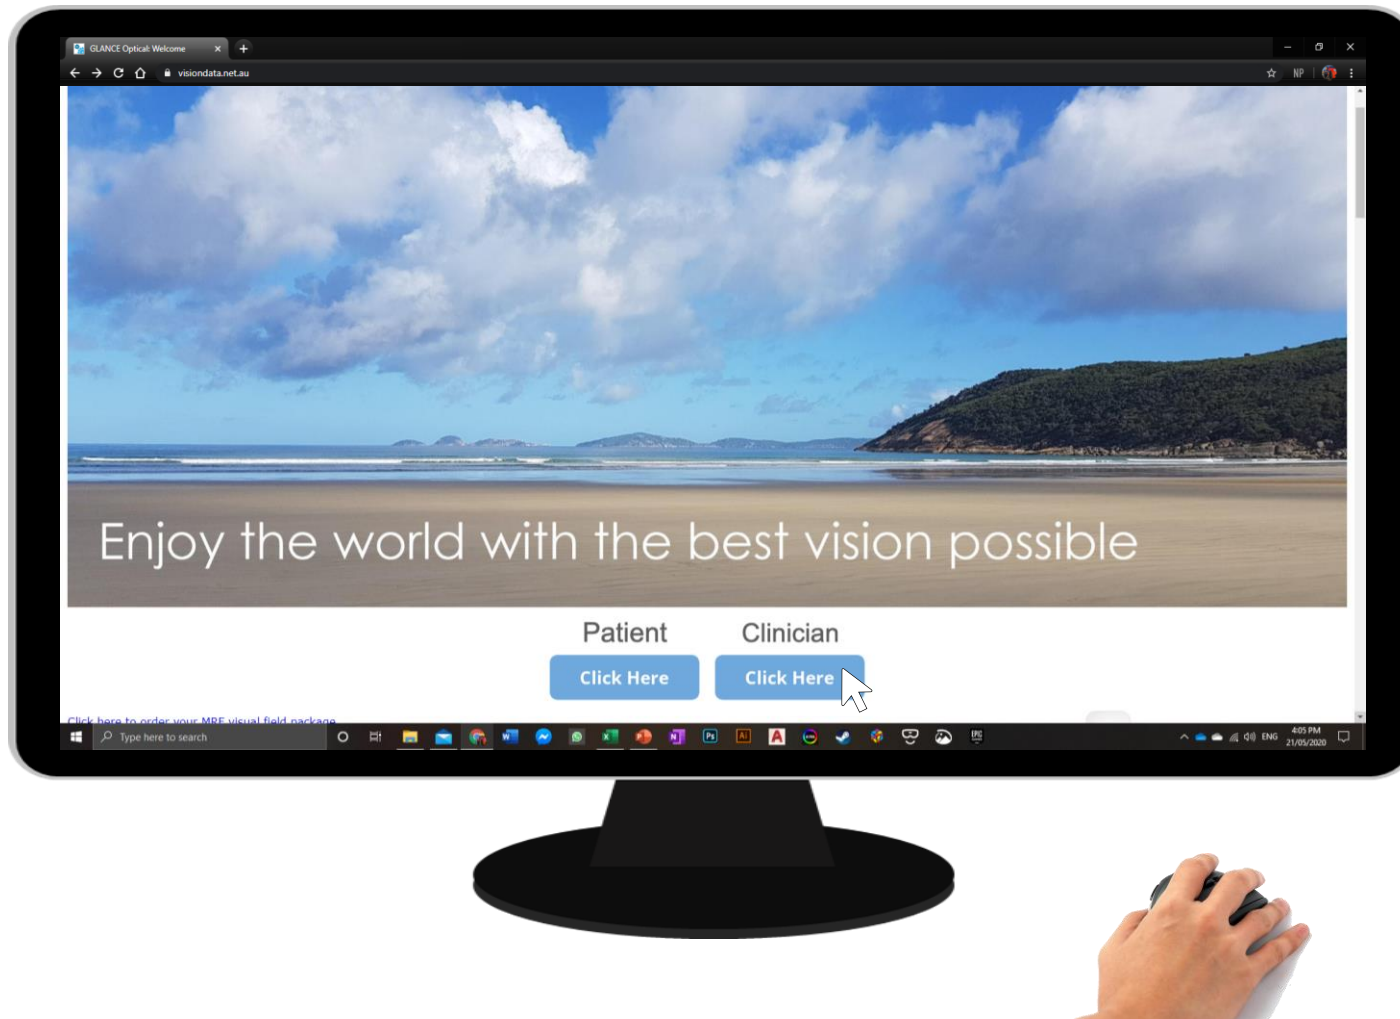 GLANCE Optical: Welcome
visiondata.net.au
NP
Enjoy the world with the best vision possible
Patient Clinician
Click Here Click Here
Click here to order your MRF visual field package
Type here to search
ENG
4:05 PM
21/05/2020